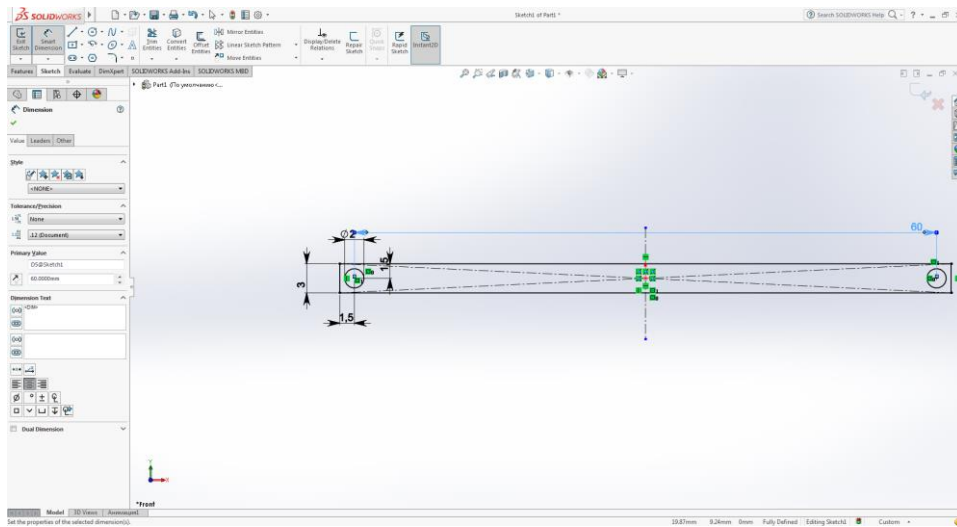 SOLIDWORKS
Sketch1 of Part1 *
Search SOLIDWORKS Help
Exit Sketch
Smart Dimension
Trim Entities
Convert Entities
Offset Entities
Mirror Entities
Linear Sketch Pattern
Move Entities
Display/Delete Relations
Repair Sketch
Quick Snaps
Rapid Sketch
Instant2D
Features Sketch Evaluate DimXpert SOLIDWORKS Add-Ins SOLIDWORKS MBD
Part1 (По умолчанию<...
Dimension
Value Leaders Other
Style
<NONE>
Tolerance/Precision
None
.12 (Document)
Primary Value
D5@Sketch1
60.0000mm
Dimension Text
<DIM>
Dual Dimension
60
Ø2
1,5
3
1,5
Y
X
*Front
Model 3D Views
Set the properties of the selected dimension(s).
19.87mm 9.24mm 0mm Fully Defined Editing Sketch1 Custom